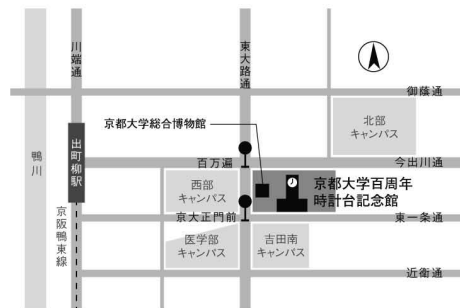 川端通
東大路通
御蔭通
北部
キャンパス
京都大学総合博物館
出町柳駅
鴨川
百万遍
今出川通
西部
キャンパス
京都大学百周年
時計台記念館
京大正門前
東一条通
京阪鴨東線
医学部
キャンパス
吉田南
キャンパス
近衛通